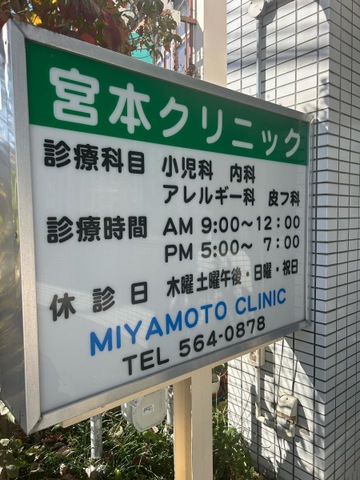 宮本クリニック
診療科目 小児科 内科
アレルギー科 皮フ科
診療時間 AM 9:00～12:00
PM 5:00～ 7:00
休診日 木曜土曜午後・日曜・祝日
MIYAMOTO CLINIC
TEL 564-0878